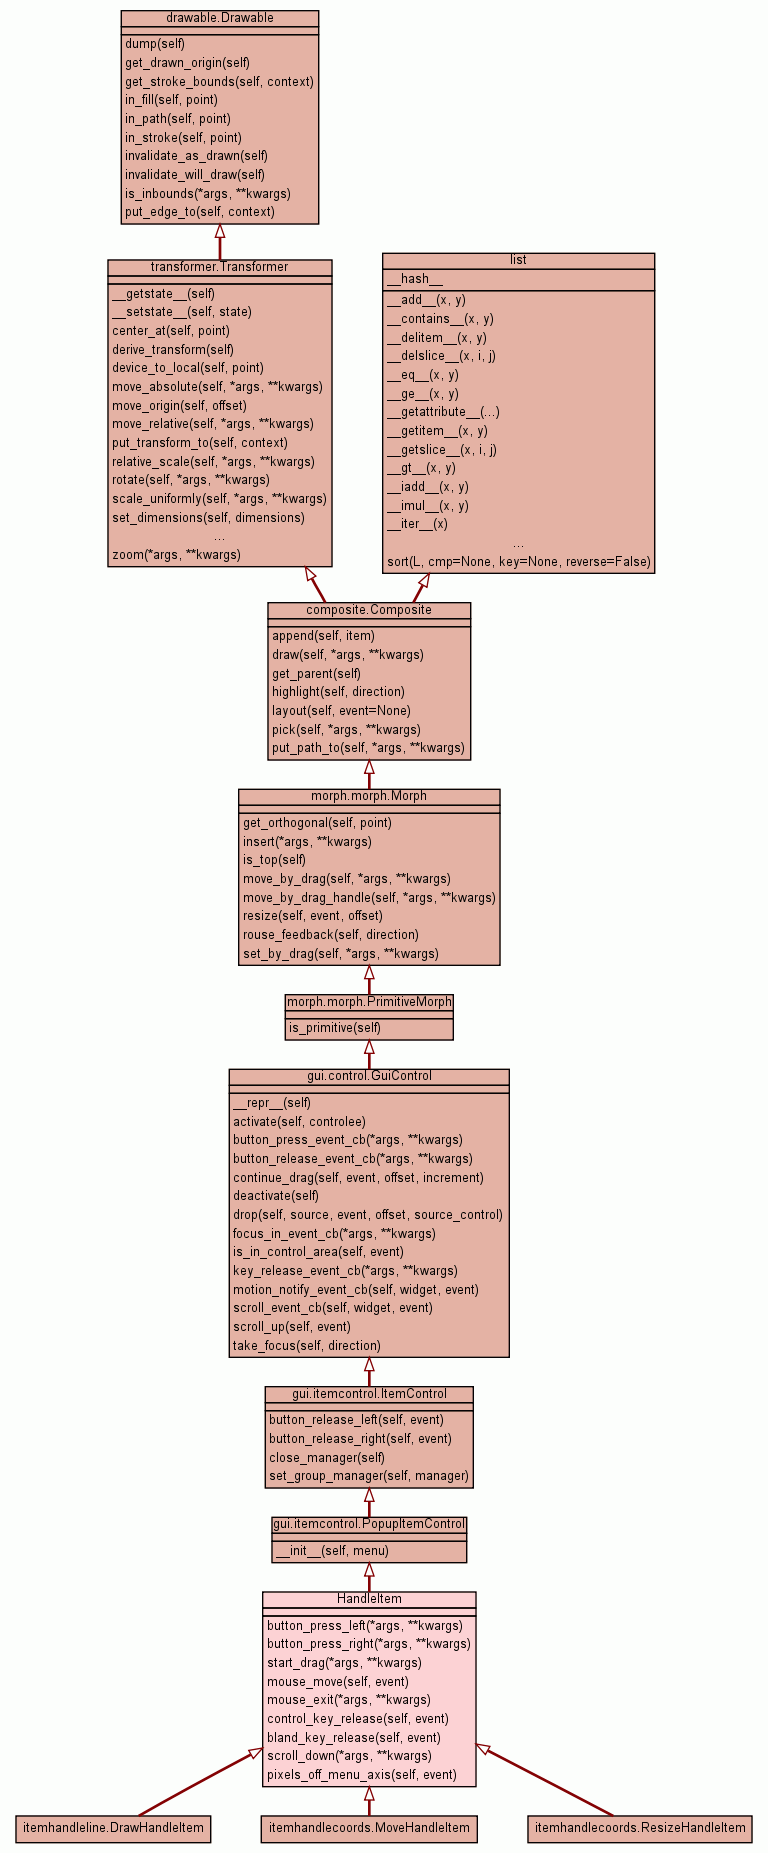 drawable.Drawable
dump(self)
get_drawn_origin(self)
get_stroke_bounds(self, context)
in_fill(self, point)
in_path(self, point)
in_stroke(self, point)
invalidate_as_drawn(self)
invalidate_will_draw(self)
is_inbounds(*args, **kwargs)
put_edge_to(self, context)
transformer.Transformer
__getstate__(self)
__setstate__(self, state)
center_at(self, point)
derive_transform(self)
device_to_local(self, point)
move_absolute(self, *args, **kwargs)
move_origin(self, offset)
move_relative(self, *args, **kwargs)
put_transform_to(self, context)
relative_scale(self, *args, **kwargs)
rotate(self, *args, **kwargs)
scale_uniformly(self, *args, **kwargs)
set_dimensions(self, dimensions)
...
zoom(*args, **kwargs)
list
__hash__
__add__(x, y)
__contains__(x, y)
__delitem__(x, y)
__delslice__(x, i, j)
__eq__(x, y)
__ge__(x, y)
__getattribute__(...)
__getitem__(x, y)
__getslice__(x, i, j)
__gt__(x, y)
__iadd__(x, y)
__imul__(x, y)
__iter__(x)
...
sort(L, cmp=None, key=None, reverse=False)
composite.Composite
append(self, item)
draw(self, *args, **kwargs)
get_parent(self)
highlight(self, direction)
layout(self, event=None)
pick(self, *args, **kwargs)
put_path_to(self, *args, **kwargs)
morph.morph.Morph
get_orthogonal(self, point)
insert(*args, **kwargs)
is_top(self)
move_by_drag(self, *args, **kwargs)
move_by_drag_handle(self, *args, **kwargs)
resize(self, event, offset)
rouse_feedback(self, direction)
set_by_drag(self, *args, **kwargs)
morph.morph.PrimitiveMorph
is_primitive(self)
gui.control.GuiControl
__repr__(self)
activate(self, controlee)
button_press_event_cb(*args, **kwargs)
button_release_event_cb(*args, **kwargs)
continue_drag(self, event, offset, increment)
deactivate(self)
drop(self, source, event, offset, source_control)
focus_in_event_cb(*args, **kwargs)
is_in_control_area(self, event)
key_release_event_cb(*args, **kwargs)
motion_notify_event_cb(self, widget, event)
scroll_event_cb(self, widget, event)
scroll_up(self, event)
take_focus(self, direction)
gui.itemcontrol.ItemControl
button_release_left(self, event)
button_release_right(self, event)
close_manager(self)
set_group_manager(self, manager)
gui.itemcontrol.PopupItemControl
__init__(self, menu)
HandleItem
button_press_left(*args, **kwargs)
button_press_right(*args, **kwargs)
start_drag(*args, **kwargs)
mouse_move(self, event)
mouse_exit(*args, **kwargs)
control_key_release(self, event)
bland_key_release(self, event)
scroll_down(*args, **kwargs)
pixels_off_menu_axis(self, event)
itemhandleline.DrawHandleItem
itemhandlecoords.MoveHandleItem
itemhandlecoords.ResizeHandleItem